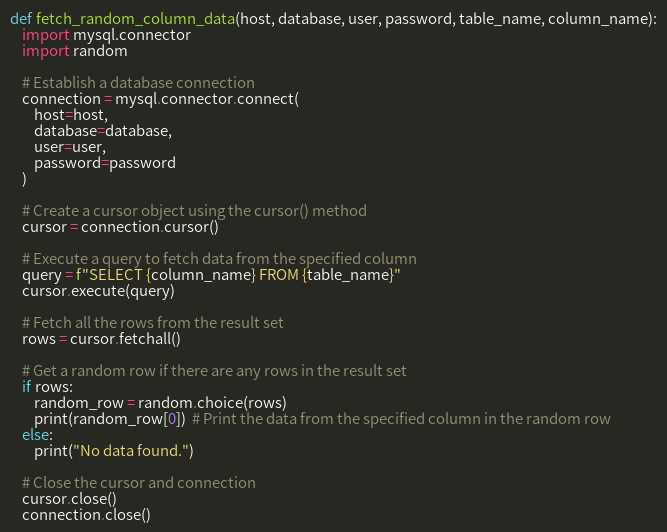 def fetch_random_column_data(host, database, user, password, table_name, column_name):
    import mysql.connector
    import random

    # Establish a database connection
    connection = mysql.connector.connect(
        host=host,
        database=database,
        user=user,
        password=password
    )

    # Create a cursor object using the cursor() method
    cursor = connection.cursor()

    # Execute a query to fetch data from the specified column
    query = f"SELECT {column_name} FROM {table_name}"
    cursor.execute(query)

    # Fetch all the rows from the result set
    rows = cursor.fetchall()

    # Get a random row if there are any rows in the result set
    if rows:
        random_row = random.choice(rows)
        print(random_row[0])  # Print the data from the specified column in the random row
    else:
        print("No data found.")

    # Close the cursor and connection
    cursor.close()
    connection.close()